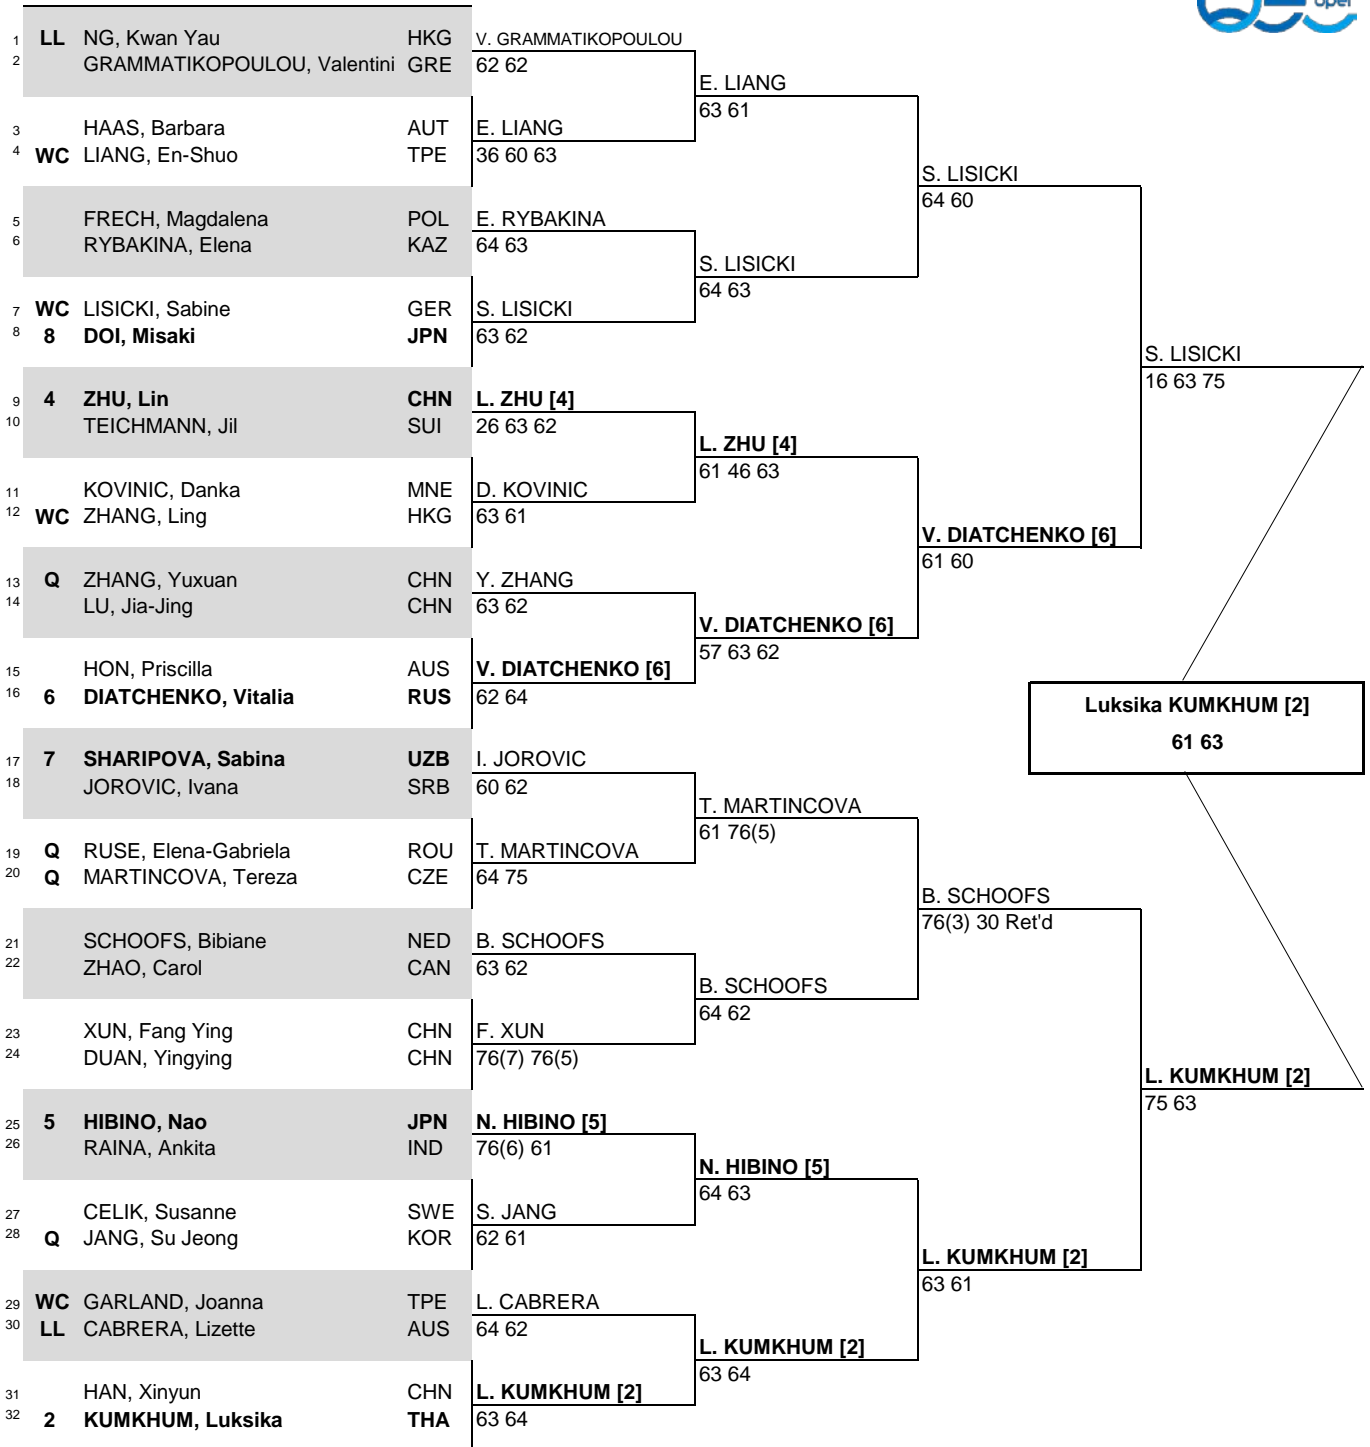 Open
1 LL NG, Kwan Yau HKG
2 GRAMMATIKOPOULOU, Valentini GRE
3 HAAS, Barbara AUT
4 WC LIANG, En-Shuo TPE
5 FRECH, Magdalena POL
6 RYBAKINA, Elena KAZ
7 WC LISICKI, Sabine GER
8 8 DOI, Misaki JPN
9 4 ZHU, Lin CHN
10 TEICHMANN, Jil SUI
11 KOVINIC, Danka MNE
12 WC ZHANG, Ling HKG
13 Q ZHANG, Yuxuan CHN
14 LU, Jia-Jing CHN
15 HON, Priscilla AUS
16 6 DIATCHENKO, Vitalia RUS
17 7 SHARIPOVA, Sabina UZB
18 JOROVIC, Ivana SRB
19 Q RUSE, Elena-Gabriela ROU
20 Q MARTINCOVA, Tereza CZE
21 SCHOOFS, Bibiane NED
22 ZHAO, Carol CAN
23 XUN, Fang Ying CHN
24 DUAN, Yingying CHN
25 5 HIBINO, Nao JPN
26 RAINA, Ankita IND
27 CELIK, Susanne SWE
28 Q JANG, Su Jeong KOR
29 WC GARLAND, Joanna TPE
30 LL CABRERA, Lizette AUS
31 HAN, Xinyun CHN
32 2 KUMKHUM, Luksika THA
V. GRAMMATIKOPOULOU
62 62
E. LIANG
36 60 63
E. RYBAKINA
64 63
S. LISICKI
63 62
L. ZHU [4]
26 63 62
D. KOVINIC
63 61
Y. ZHANG
63 62
V. DIATCHENKO [6]
62 64
I. JOROVIC
60 62
T. MARTINCOVA
64 75
B. SCHOOFS
63 62
F. XUN
76(7) 76(5)
N. HIBINO [5]
76(6) 61
S. JANG
62 61
L. CABRERA
64 62
L. KUMKHUM [2]
63 64
E. LIANG
63 61
S. LISICKI
64 63
L. ZHU [4]
61 46 63
V. DIATCHENKO [6]
57 63 62
T. MARTINCOVA
61 76(5)
B. SCHOOFS
64 62
N. HIBINO [5]
64 63
L. KUMKHUM [2]
63 64
S. LISICKI
64 60
V. DIATCHENKO [6]
61 60
B. SCHOOFS
76(3) 30 Ret'd
L. KUMKHUM [2]
63 61
S. LISICKI
16 63 75
L. KUMKHUM [2]
75 63
Luksika KUMKHUM [2]
61 63